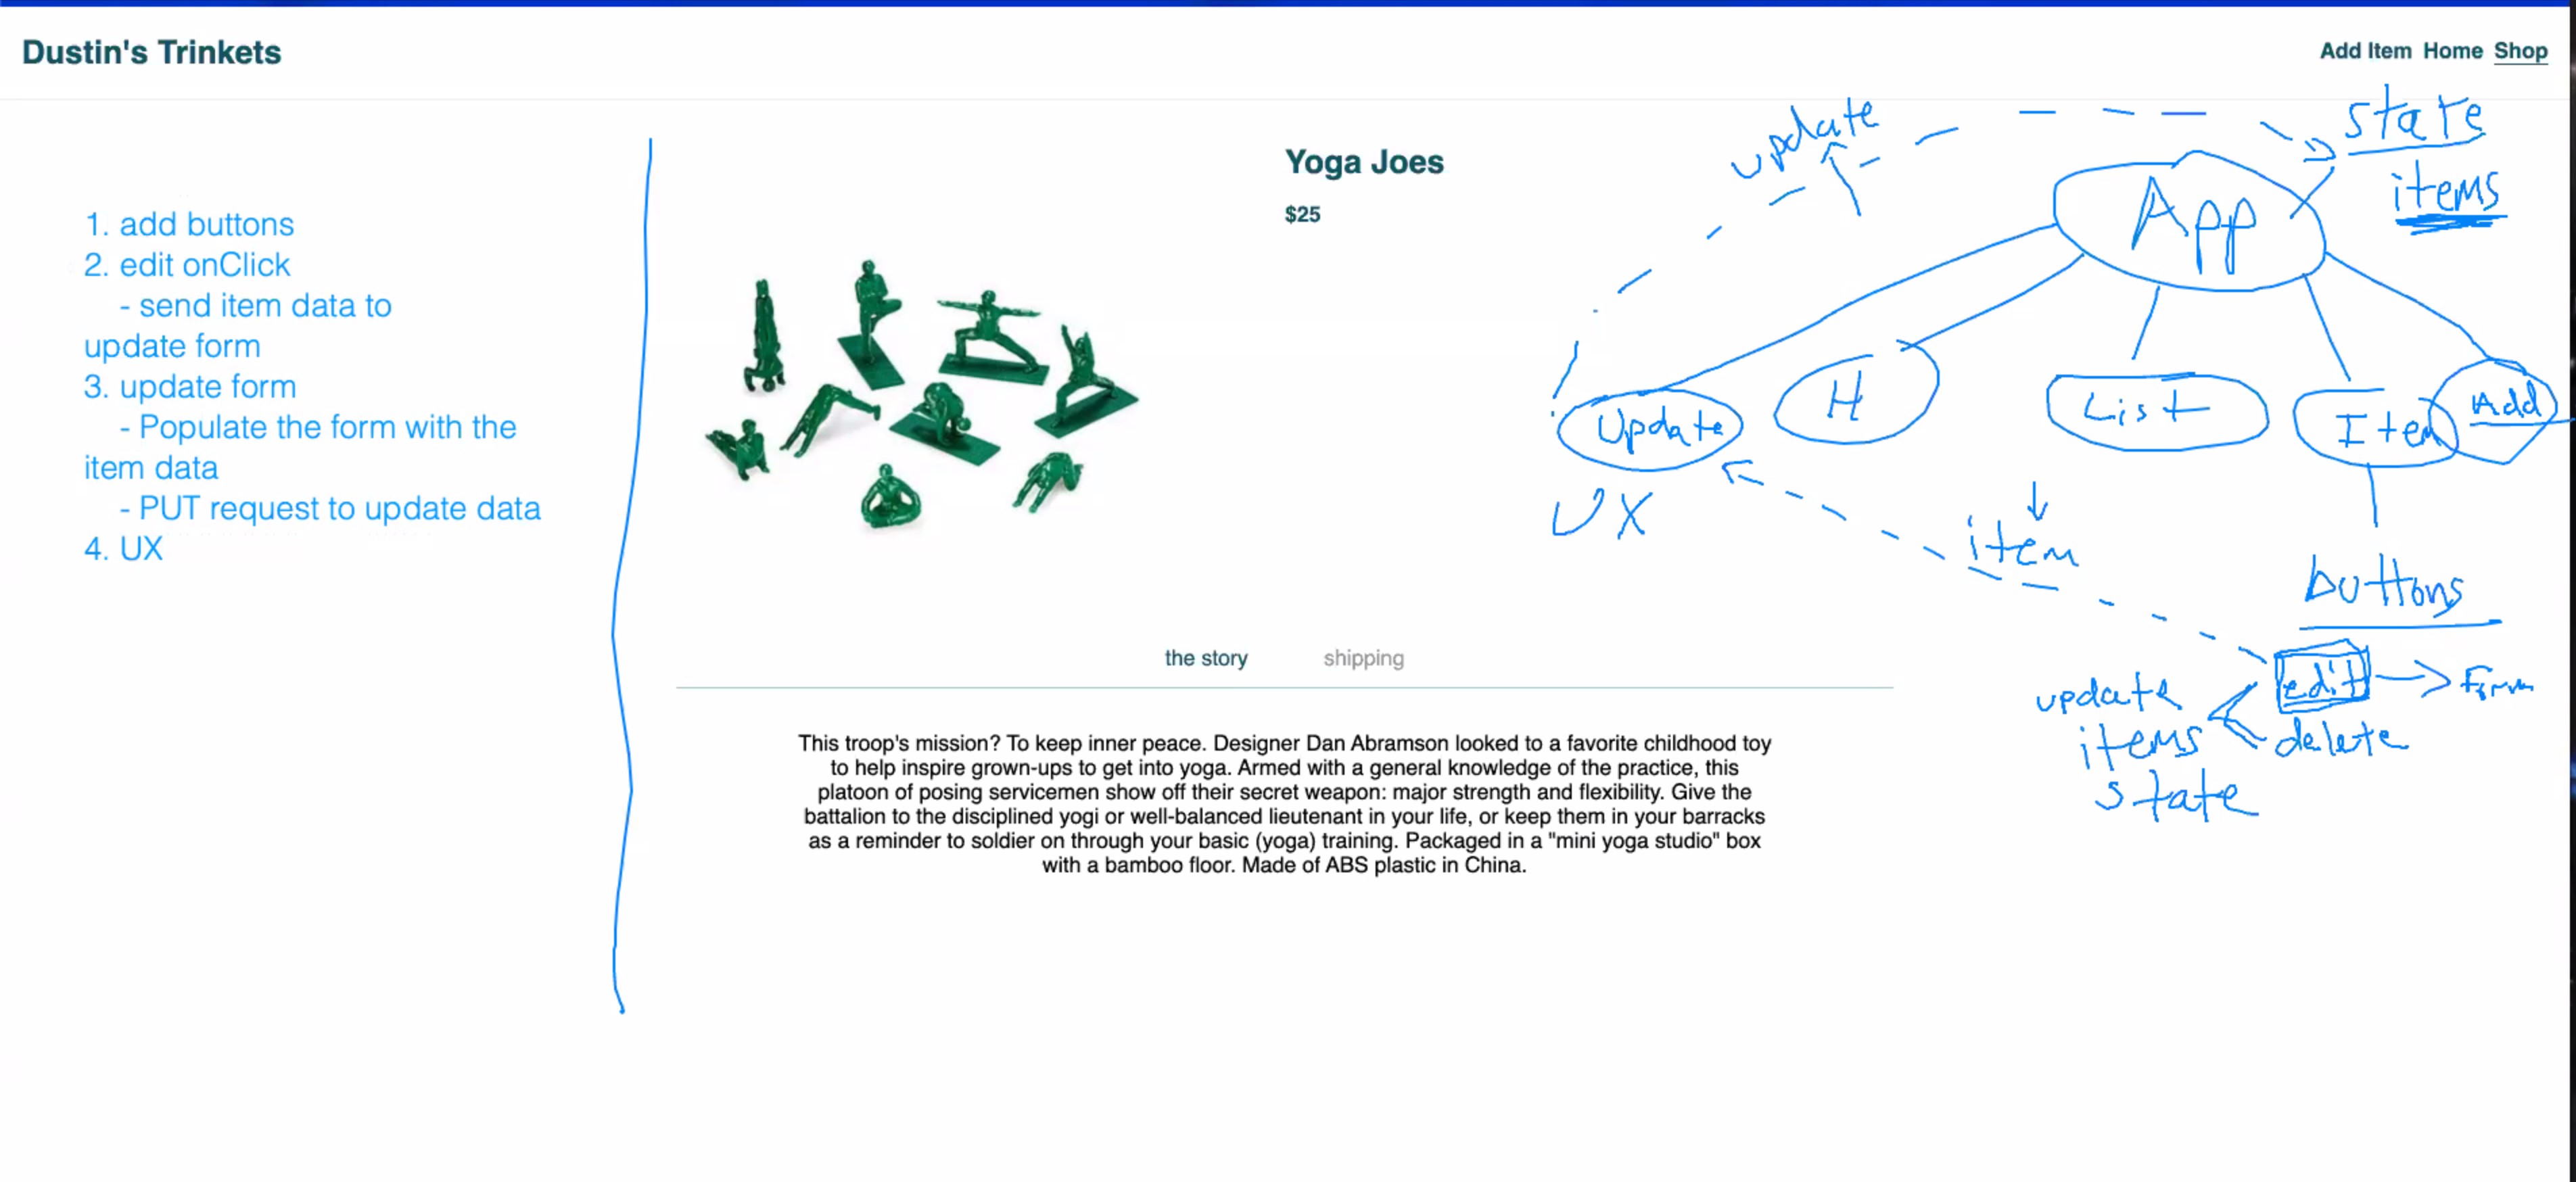 Dustin's Trinkets
Add Item Home Shop
1. add buttons
2. edit onClick
- send item data to
update form
3. update form
- Populate the form with the
item data
- PUT request to update data
4. UX
Yoga Joes
$25
the story shipping
This troop's mission? To keep inner peace. Designer Dan Abramson looked to a favorite childhood toy
to help inspire grown-ups to get into yoga. Armed with a general knowledge of the practice, this
platoon of posing servicemen show off their secret weapon: major strength and flexibility. Give the
battalion to the disciplined yogi or well-balanced lieutenant in your life, or keep them in your barracks
as a reminder to soldier on through your basic (yoga) training. Packaged in a "mini yoga studio" box
with a bamboo floor. Made of ABS plastic in China.
update
state
items
App
Update
H
List
Item
Add
UX
item
buttons
edit
form
delete
update
items
state